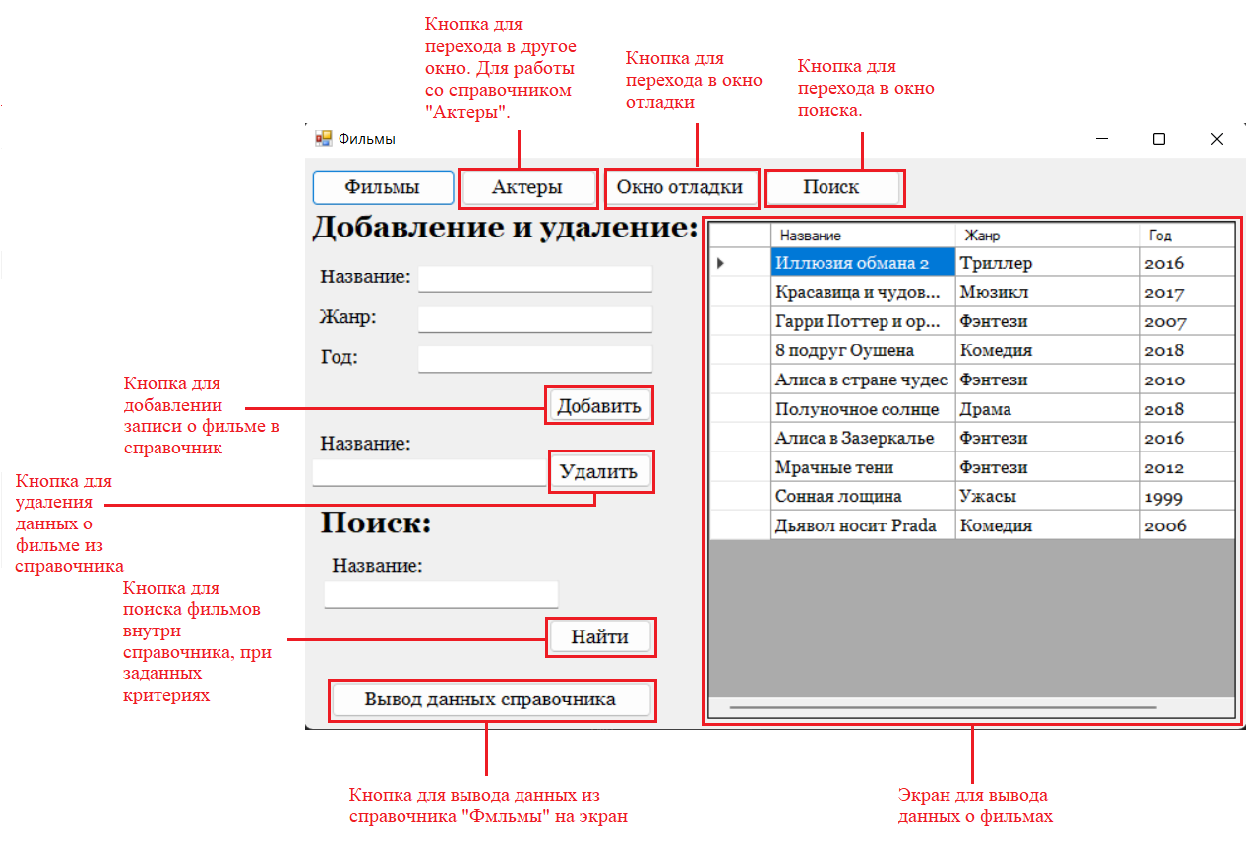 Кнопка для
перехода в другое
окно. Для работы
со справочником
"Актеры".
Кнопка для
перехода в окно
отладки
Кнопка для
перехода в окно
поиска.
Фильмы
Фильмы
Актеры
Окно отладки
Поиск
Добавление и удаление:
Название:
Жанр:
Год:
Добавить
Название:
Удалить
Поиск:
Название:
Найти
Вывод данных справочника
Название Жанр Год
Иллюзия обмана 2 Триллер 2016
Красавица и чудов... Мюзикл 2017
Гарри Поттер и ор... Фэнтези 2007
8 подруг Оушена Комедия 2018
Алиса в стране чудес Фэнтези 2010
Полуночное солнце Драма 2018
Алиса в Зазеркалье Фэнтези 2016
Мрачные тени Фэнтези 2012
Сонная лощина Ужасы 1999
Дьявол носит Prada Комедия 2006
Кнопка для
добавлении
записи о фильме в
справочник
Кнопка для
удаления
данных о
фильме из
справочника
Кнопка для
поиска фильмов
внутри
справочника, при
заданных
критериях
Кнопка для вывода данных из
справочника "Фмльмы" на экран
Экран для вывода
данных о фильмах